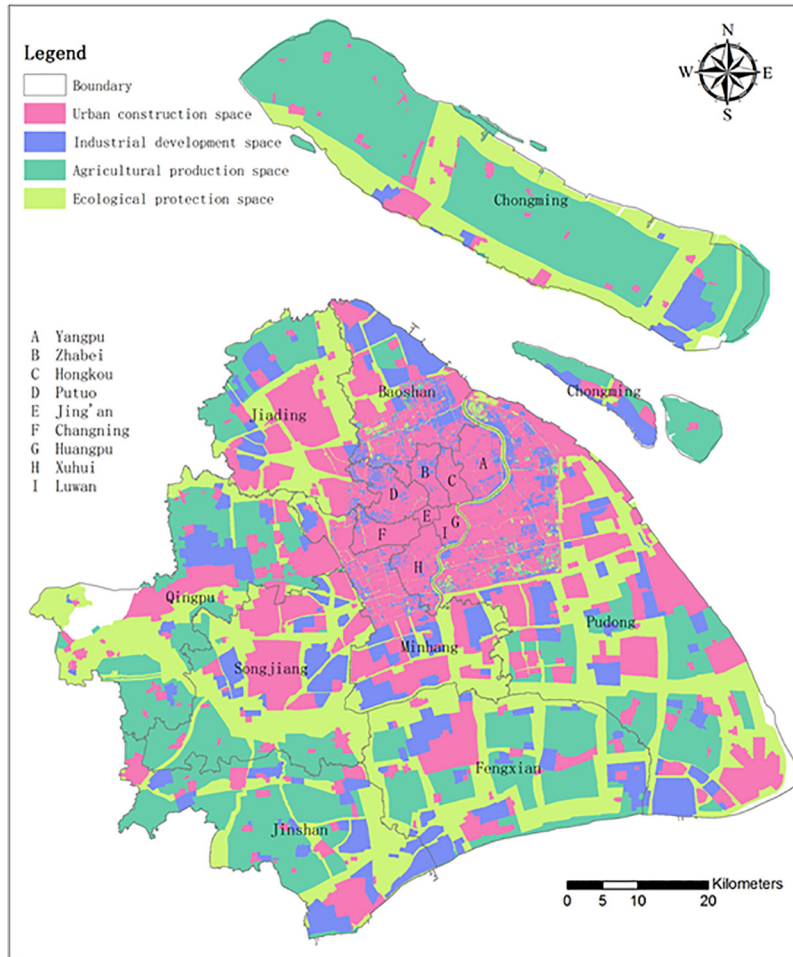 N
W E
S
Legend
Boundary
Urban construction space
Industrial development space
Agricultural production space
Ecological protection space
Chongming
A Yangpu
B Zhabei
C Hongkou
D Putuo
E Jing'an
F Changning
G Huangpu
H Xuhui
I Luwan
Chongming
Baoshan
Jiading
A
B
C
D
E
G
F
I
H
Qingpu
Pudong
Minhang
Songjiang
Fengxian
Jinshan
Kilometers
0 5 10 20